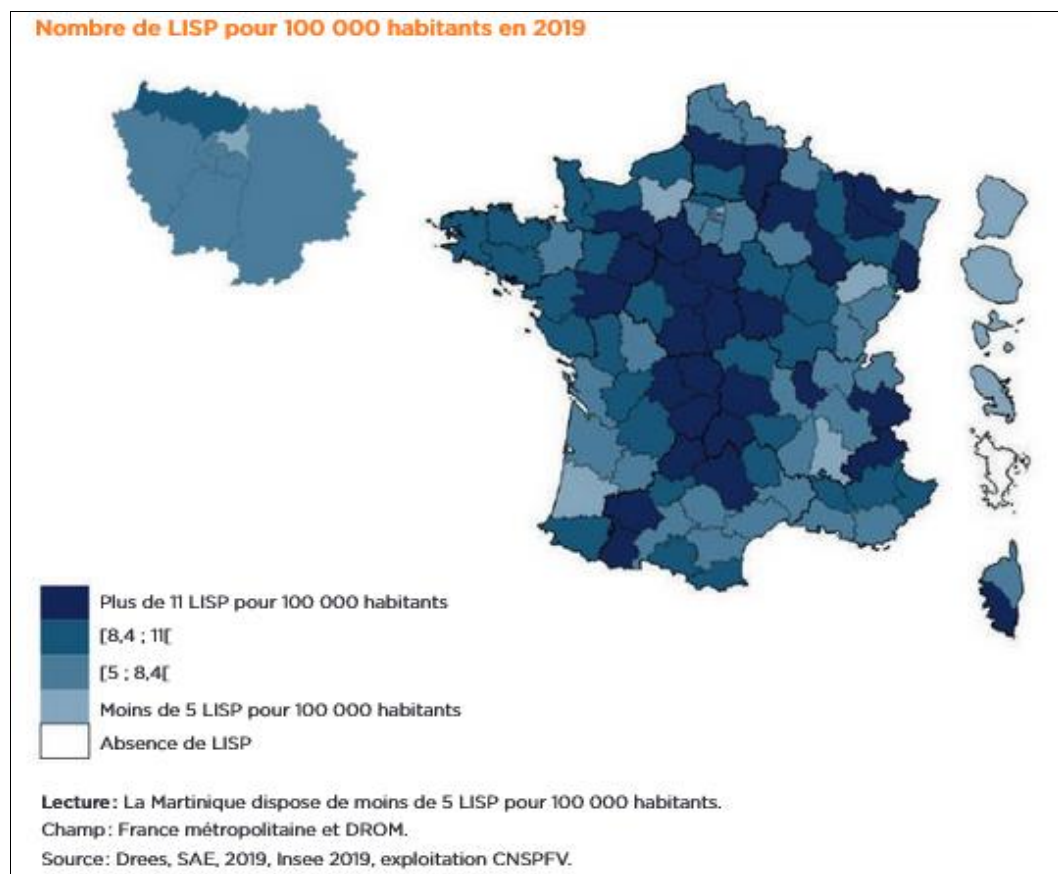 Nombre de LISP pour 100 000 habitants en 2019
Plus de 11 LISP pour 100 000 habitants
[8,4 ; 11[
[5 ; 8,4[
Moins de 5 LISP pour 100 000 habitants
Absence de LISP
Lecture : La Martinique dispose de moins de 5 LISP pour 100 000 habitants.
Champ : France métropolitaine et DROM.
Source : Drees, SAE, 2019, Insee 2019, exploitation CNSPFV.